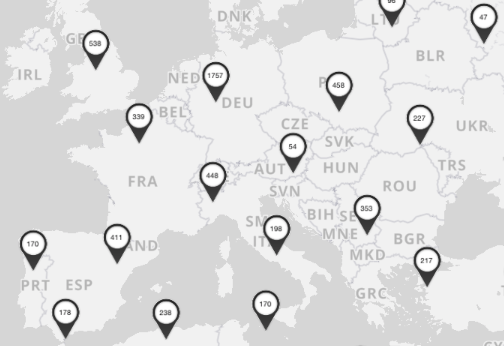 DNK
96
LT
47
GB
538
BLR
IRL
NED
1757
DEU
P
458
339
BEL
227
UKR
CZE
SVK
54
TRS
FRA
448
AUT
HUN
SVN
ROU
353
SM
BIH
SE
198
IT
MNE
BGR
170
411
AND
MKD
217
PRT
ESP
GRC
178
238
170